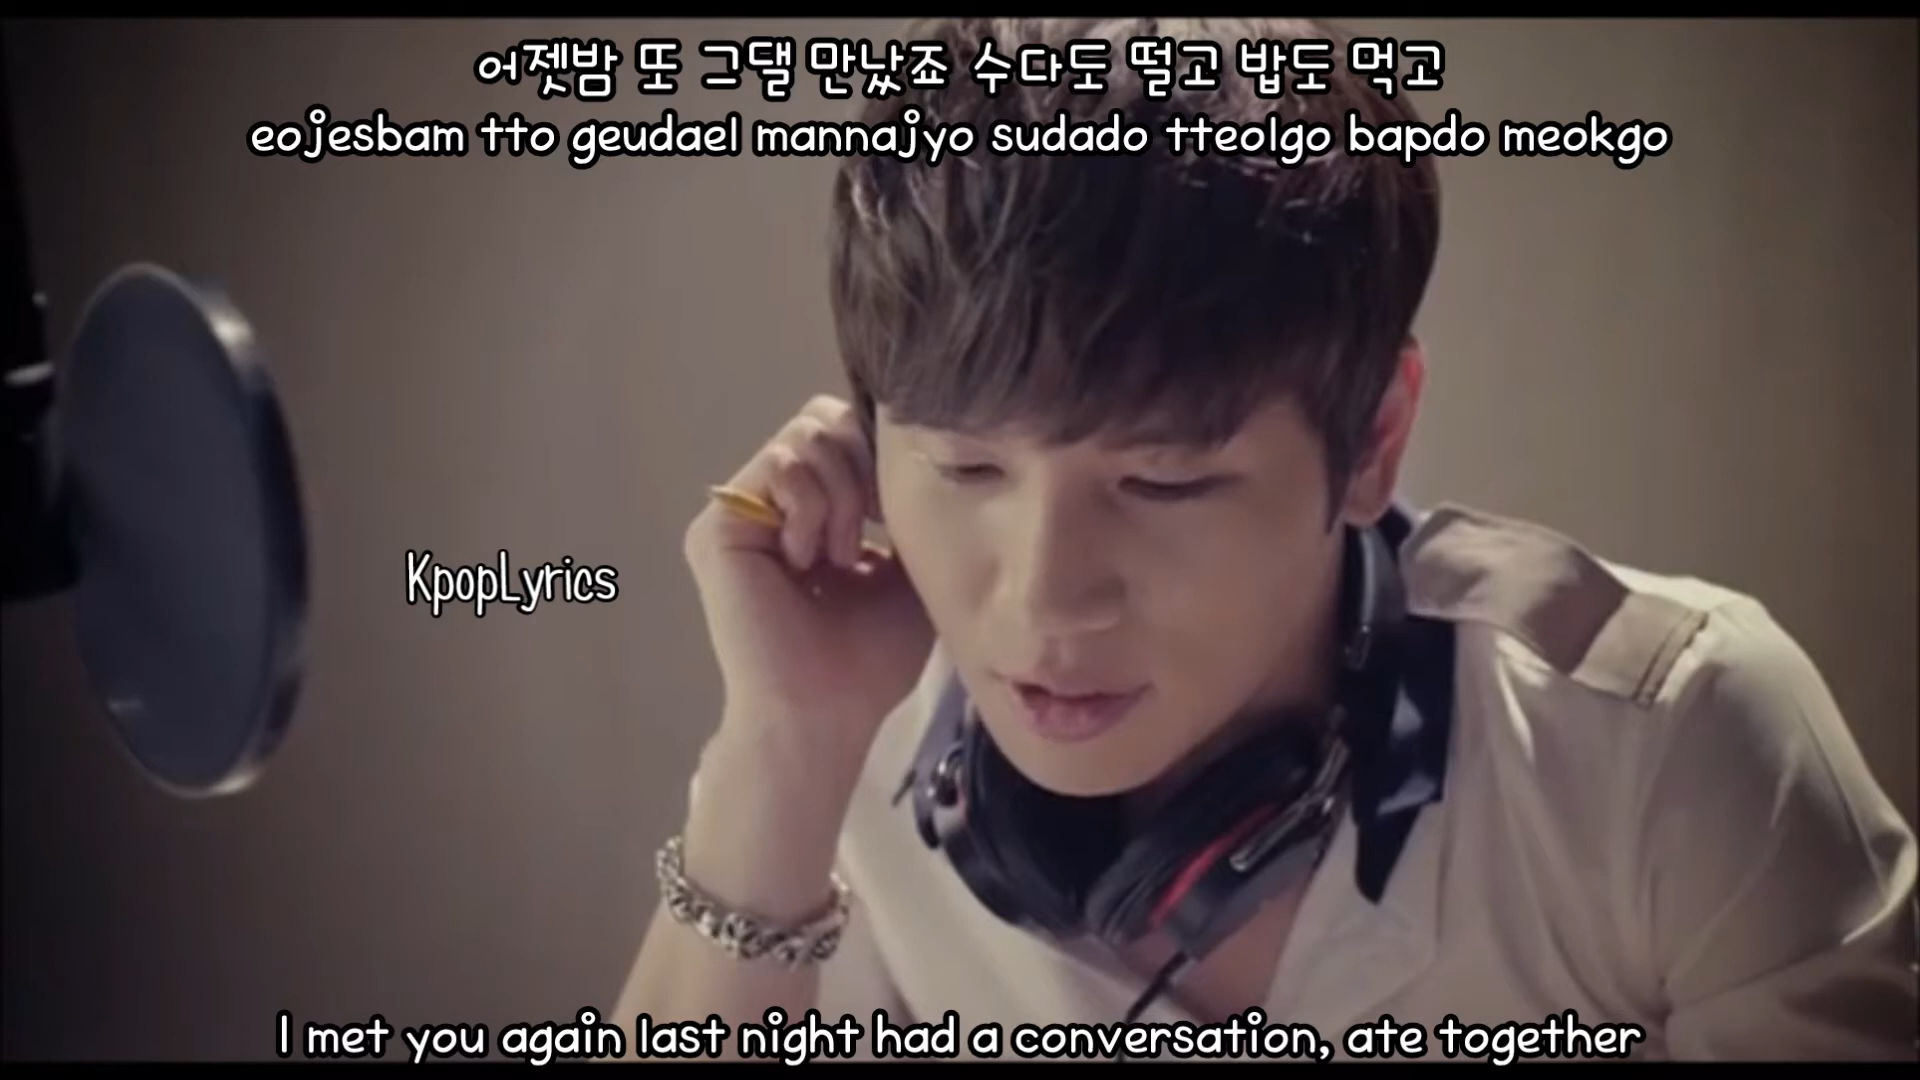 어젯밤 또 그댈 만났죠 수다도 떨고 밥도 먹고
eojesbam tto geudael mannajyo sudado tteolgo bapdo meokgo
KpopLyrics
I met you again last night had a conversation, ate together